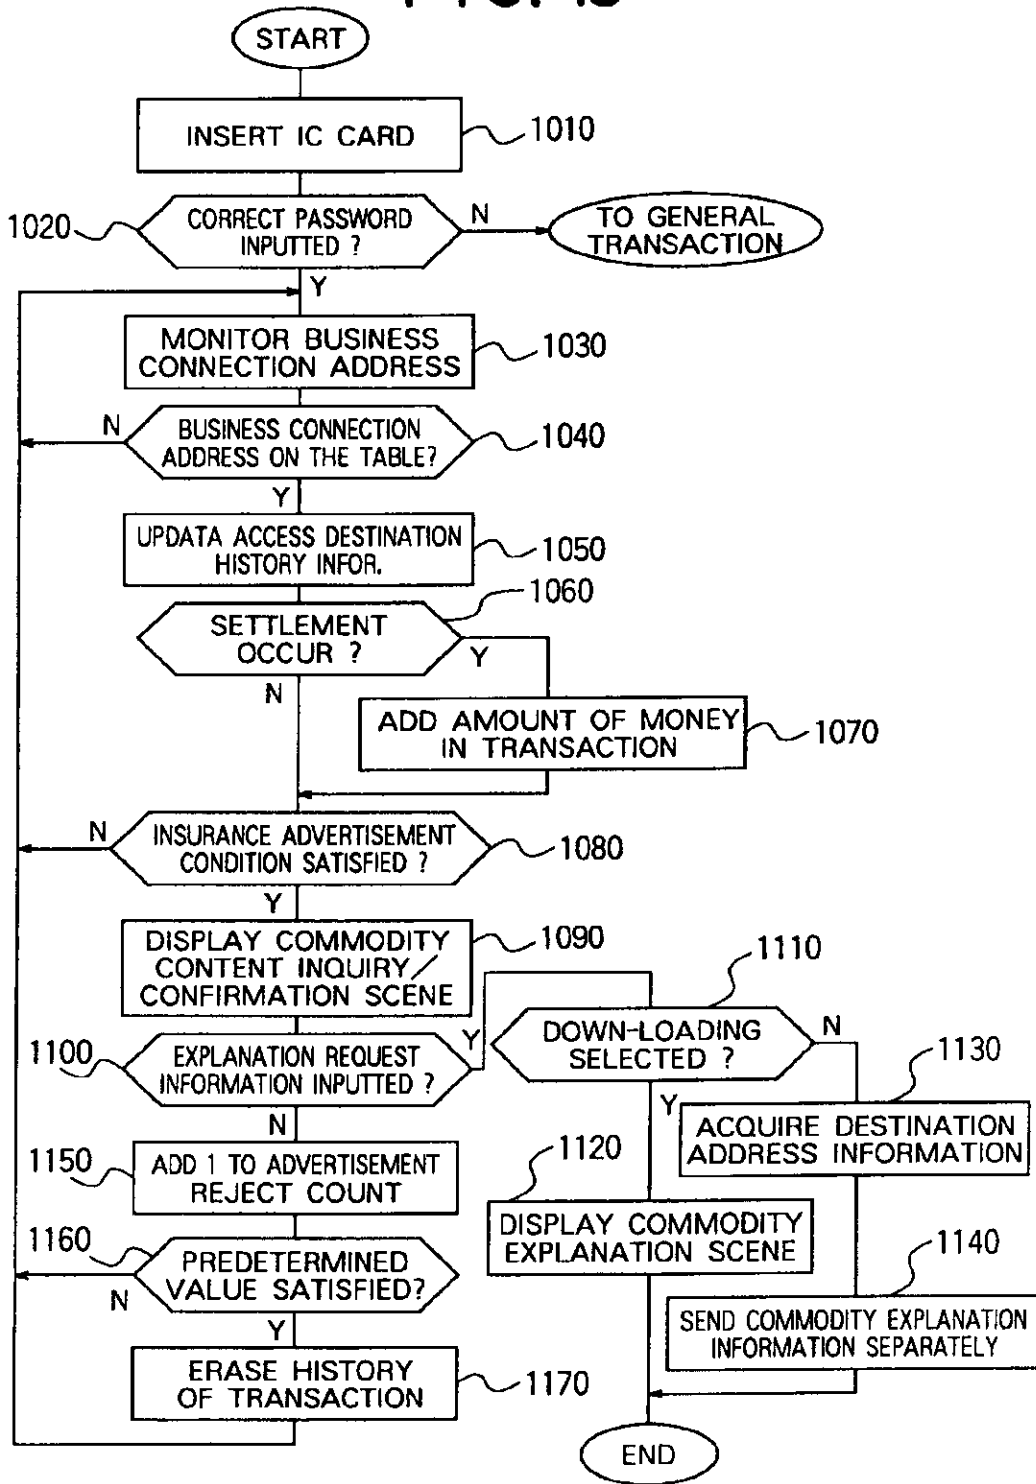 START
INSERT IC CARD
1010
1020
CORRECT PASSWORD
INPUTTED ?
N
TO GENERAL
TRANSACTION
Y
MONITOR BUSINESS
CONNECTION ADDRESS
1030
N
BUSINESS CONNECTION
ADDRESS ON THE TABLE?
1040
Y
UPDATA ACCESS DESTINATION
HISTORY INFOR.
1050
1060
SETTLEMENT
OCCUR ?
Y
N
ADD AMOUNT OF MONEY
IN TRANSACTION
1070
N
INSURANCE ADVERTISEMENT
CONDITION SATISFIED ?
1080
Y
DISPLAY COMMODITY
CONTENT INQUIRY/
CONFIRMATION SCENE
1090
1100
EXPLANATION REQUEST
INFORMATION INPUTTED ?
Y
N
1110
DOWN-LOADING
SELECTED ?
N
Y
1130
ACQUIRE DESTINATION
ADDRESS INFORMATION
1120
DISPLAY COMMODITY
EXPLANATION SCENE
1140
SEND COMMODITY EXPLANATION
INFORMATION SEPARATELY
1150
ADD 1 TO ADVERTISEMENT
REJECT COUNT
1160
PREDETERMINED
VALUE SATISFIED?
N
Y
ERASE HISTORY
OF TRANSACTION
1170
END